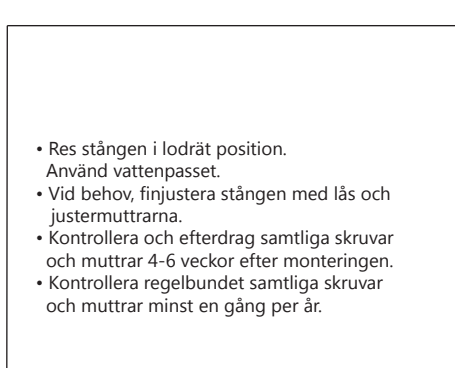 • Res stången i lodrät position.
Använd vattenpasset.
• Vid behov, finjustera stången med lås och
justermuttrarna.
• Kontrollera och efterdrag samtliga skruvar
och muttrar 4-6 veckor efter monteringen.
• Kontrollera regelbundet samtliga skruvar
och muttrar minst en gång per år.